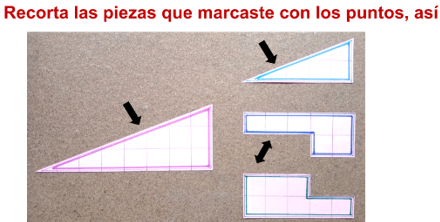 Recorta las piezas que marcaste con los puntos, así